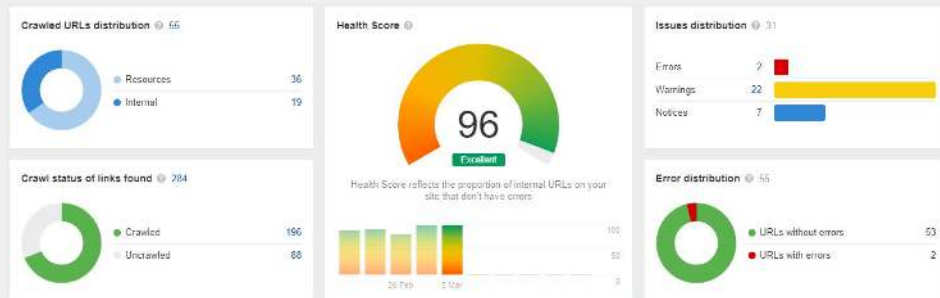 Crawled URLs distribution 55
Resources 36
Internal 19
Crawl status of links found 284
Crawled 196
Uncrawled 88
Health Score
96
Excellent
Health Score reflects the proportion of internal URLs on your
site that don't have errors
100
50
0
26 Feb 5 Mar
Issues distribution 31
Errors 2
Warnings 22
Notices 7
Error distribution 55
URLs without errors 53
URLs with errors 2